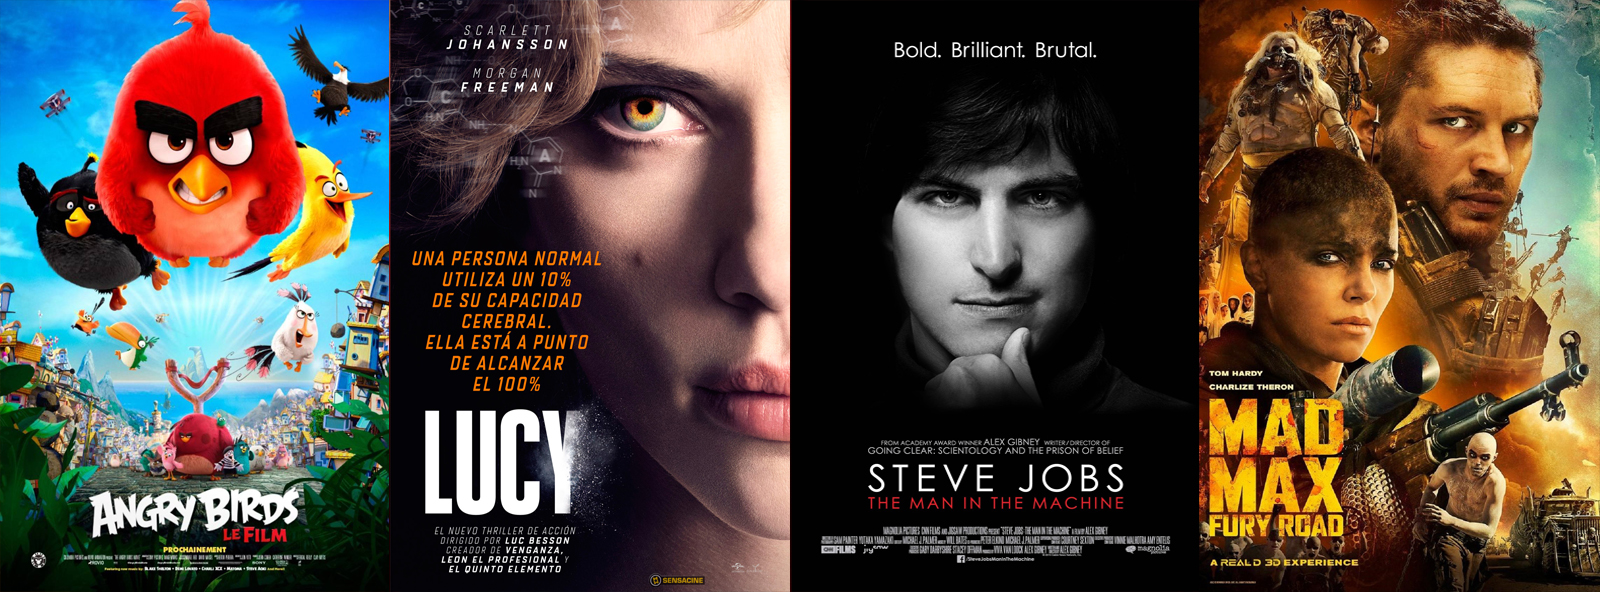 ANGRY BIRDS
LE FILM
PROCHAINEMENT
SCARLETT
JOHANSSON
MORGAN
FREEMAN
UNA PERSONA NORMAL
UTILIZA UN 10%
DE SU CAPACIDAD
CEREBRAL.
ELLA ESTÁ A PUNTO
DE ALCANZAR
EL 100%
LUCY
EL NUEVO THRILLER DE ACCIÓN
DIRIGIDO POR LUC BESSON
CREADOR DE VENGANZA,
LEON EL PROFESIONAL Y
EL QUINTO ELEMENTO
SENSACINE
Bold. Brilliant. Brutal.
FROM ACADEMY AWARD WINNER ALEX GIBNEY WRITER/DIRECTOR OF
GOING CLEAR: SCIENTOLOGY AND THE PRISON OF BELIEF
STEVE JOBS
THE MAN IN THE MACHINE
/SteveJobsManInTheMachine
TOM HARDY
CHARLIZE THERON
MAD
MAX
FURY ROAD
A REAL D 3D EXPERIENCE